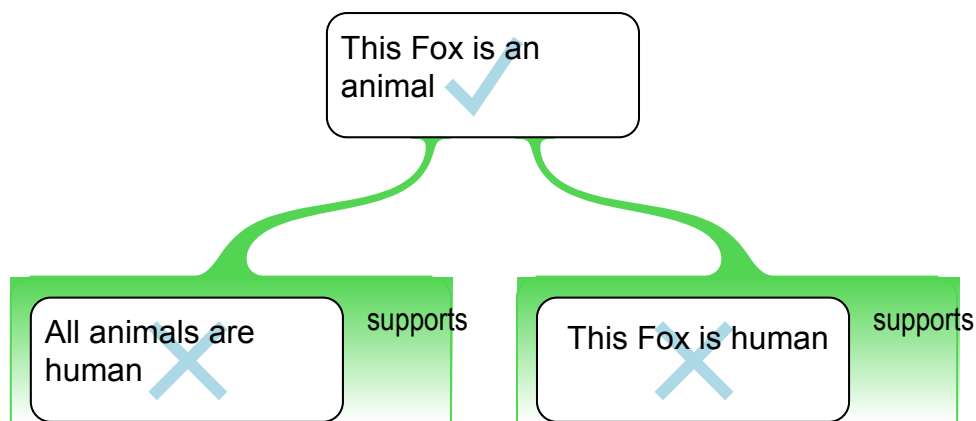 This Fox is an
animal
All animals are
human
supports
This Fox is human
supports